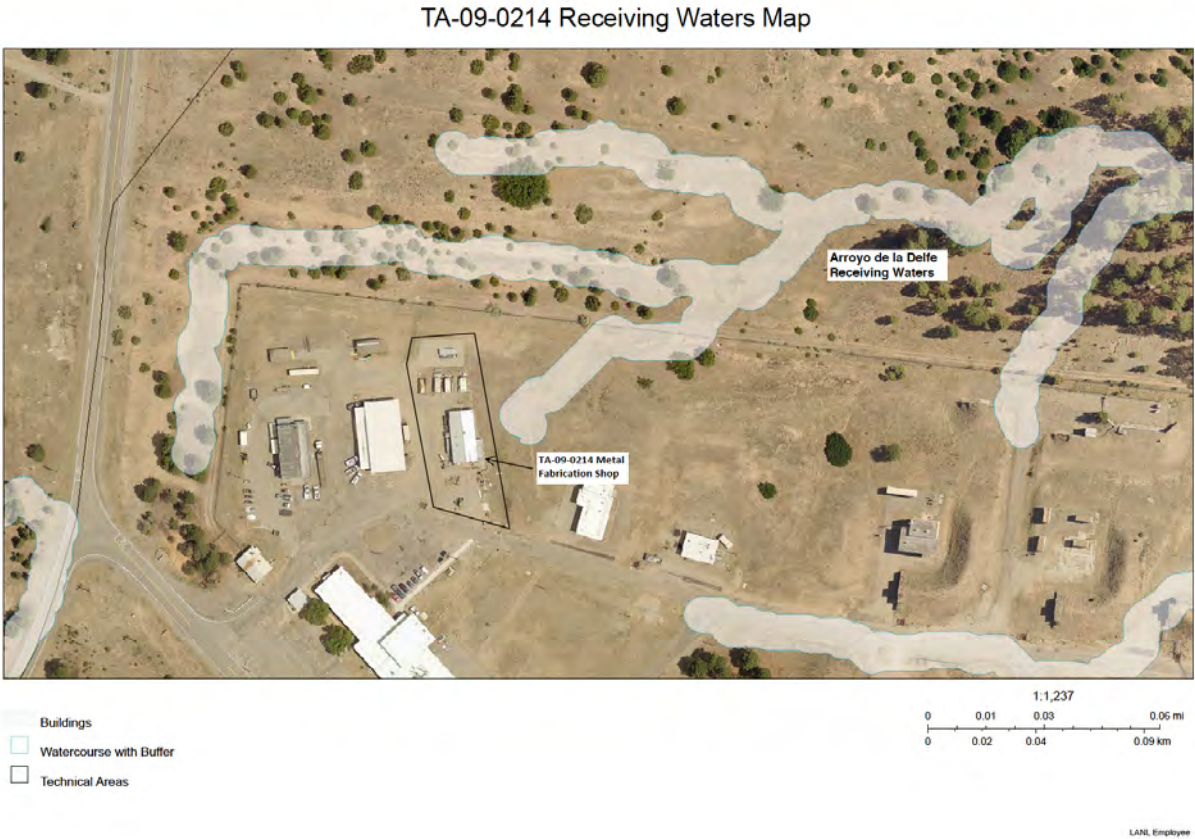 TA-09-0214 Receiving Waters Map
Arroyo de la Delfe
Receiving Waters
TA-09-0214 Metal
Fabrication Shop
1:1,237
0 0.01 0.03 0.06 mi
0 0.02 0.04 0.09 km
Buildings
Watercourse with Buffer
Technical Areas
LANL Employee